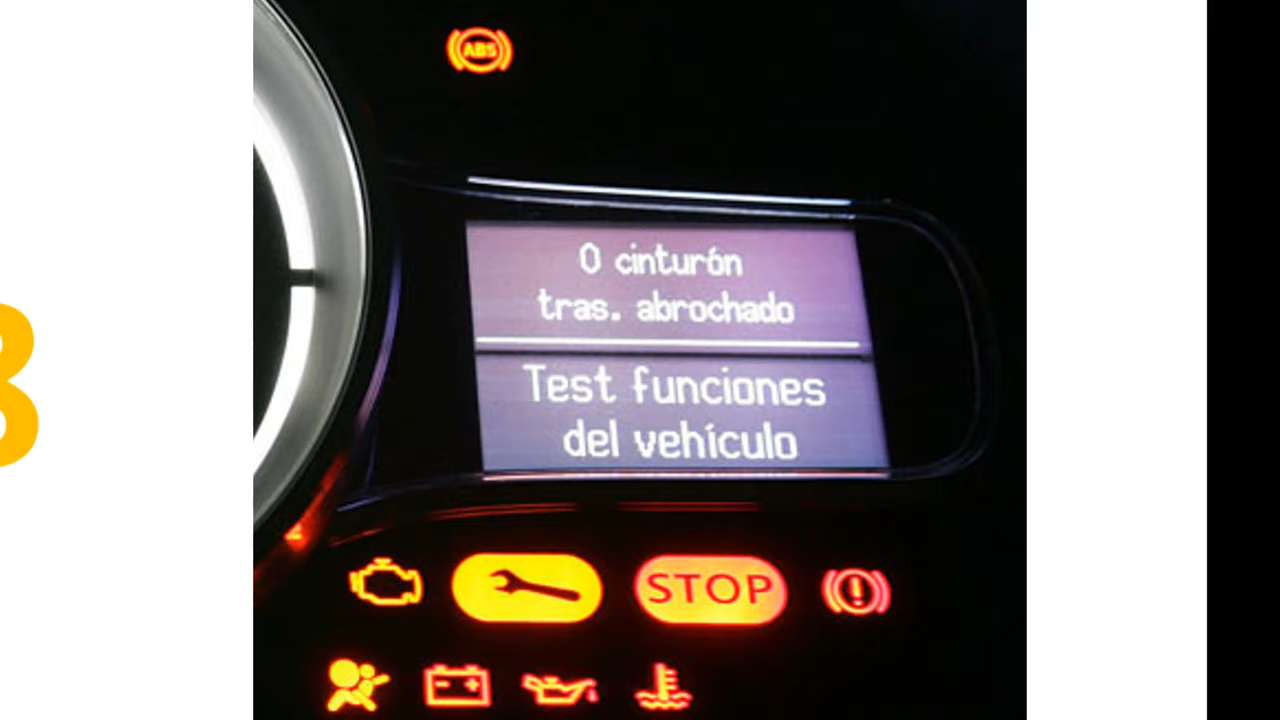 ABS
0 cinturón
tras. abrochado
Test funciones
del vehículo
STOP